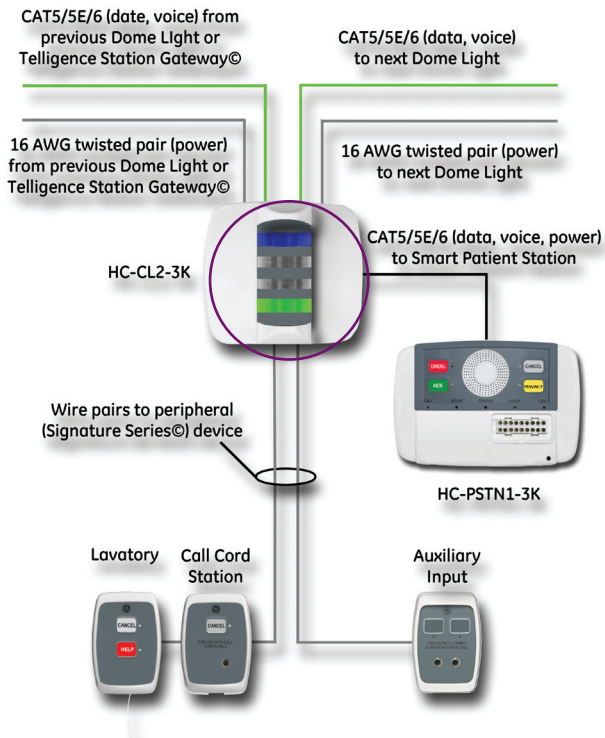 CAT5/5E/6 (date, voice) from
previous Dome LIght or
Telligence Station Gateway©
CAT5/5E/6 (data, voice)
to next Dome Light
16 AWG twisted pair (power)
from previous Dome Light or
Telligence Station Gateway©
16 AWG twisted pair (power)
to next Dome Light
HC-CL2-3K
CAT5/5E/6 (data, voice, power)
to Smart Patient Station
EMERG
CANCEL
AIDE
PRIVACY
Wire pairs to peripheral
(Signature Series©) device
HC-PSTN1-3K
Lavatory
Call Cord
Station
Auxiliary
Input
CANCEL
HELP
CANCEL